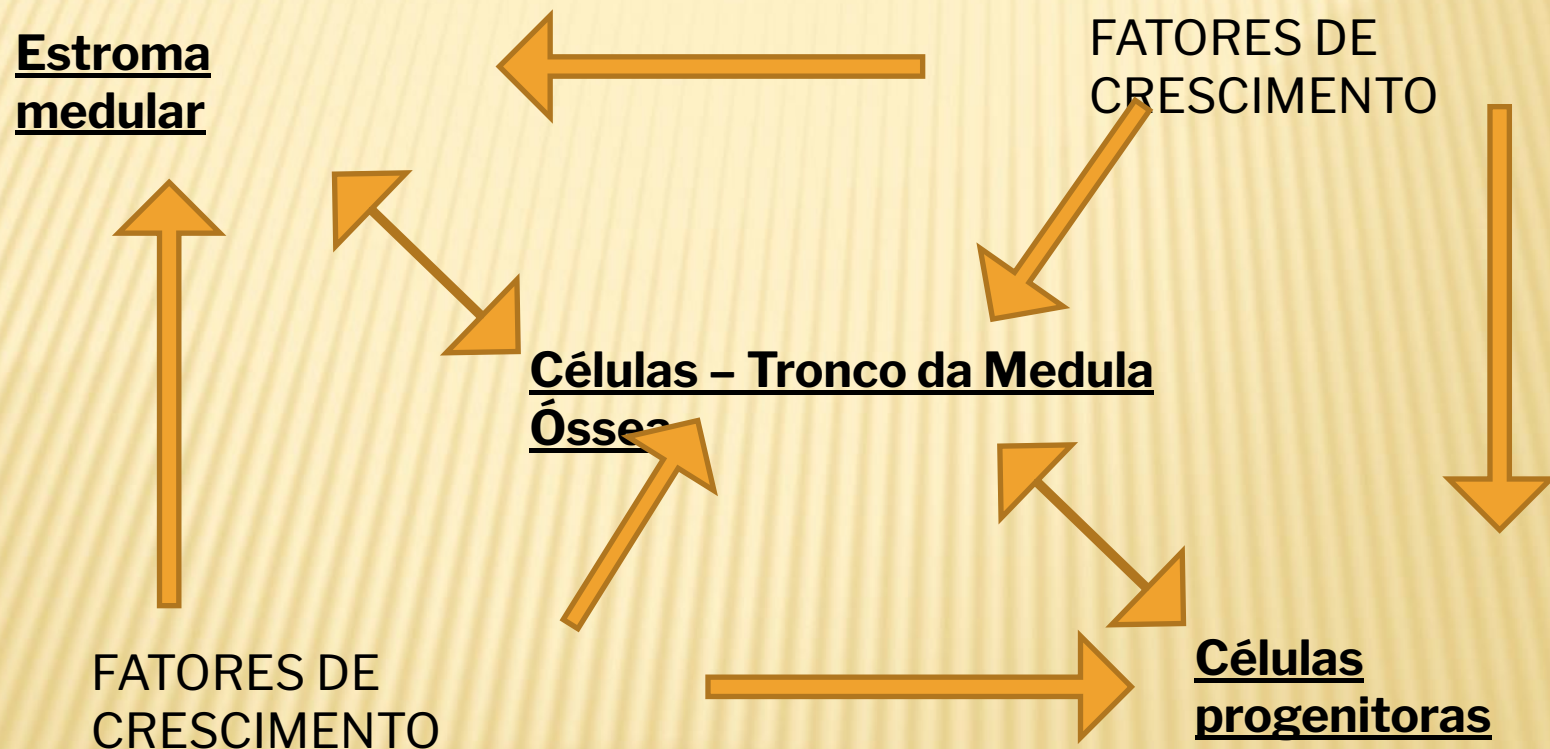 Estroma
medular
FATORES DE
CRESCIMENTO
Células – Tronco da Medula
Óssea
FATORES DE
CRESCIMENTO
Células
progenitoras